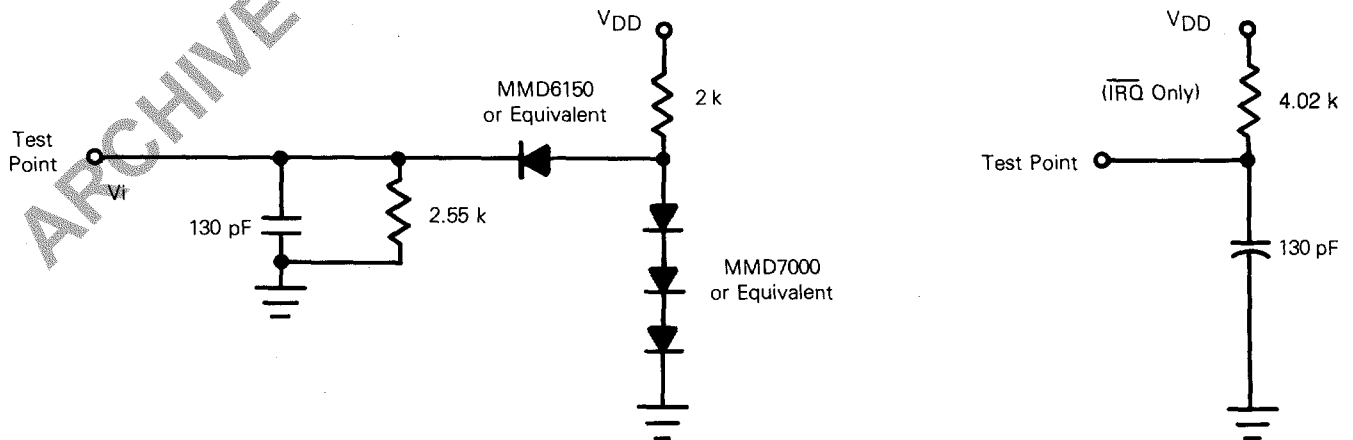 ARCHIVE
VDD
MMD6150
or Equivalent
2 k
Test
Point
Vi
130 pF
2.55 k
MMD7000
or Equivalent
VDD
(IRQ Only)
4.02 k
Test Point
130 pF